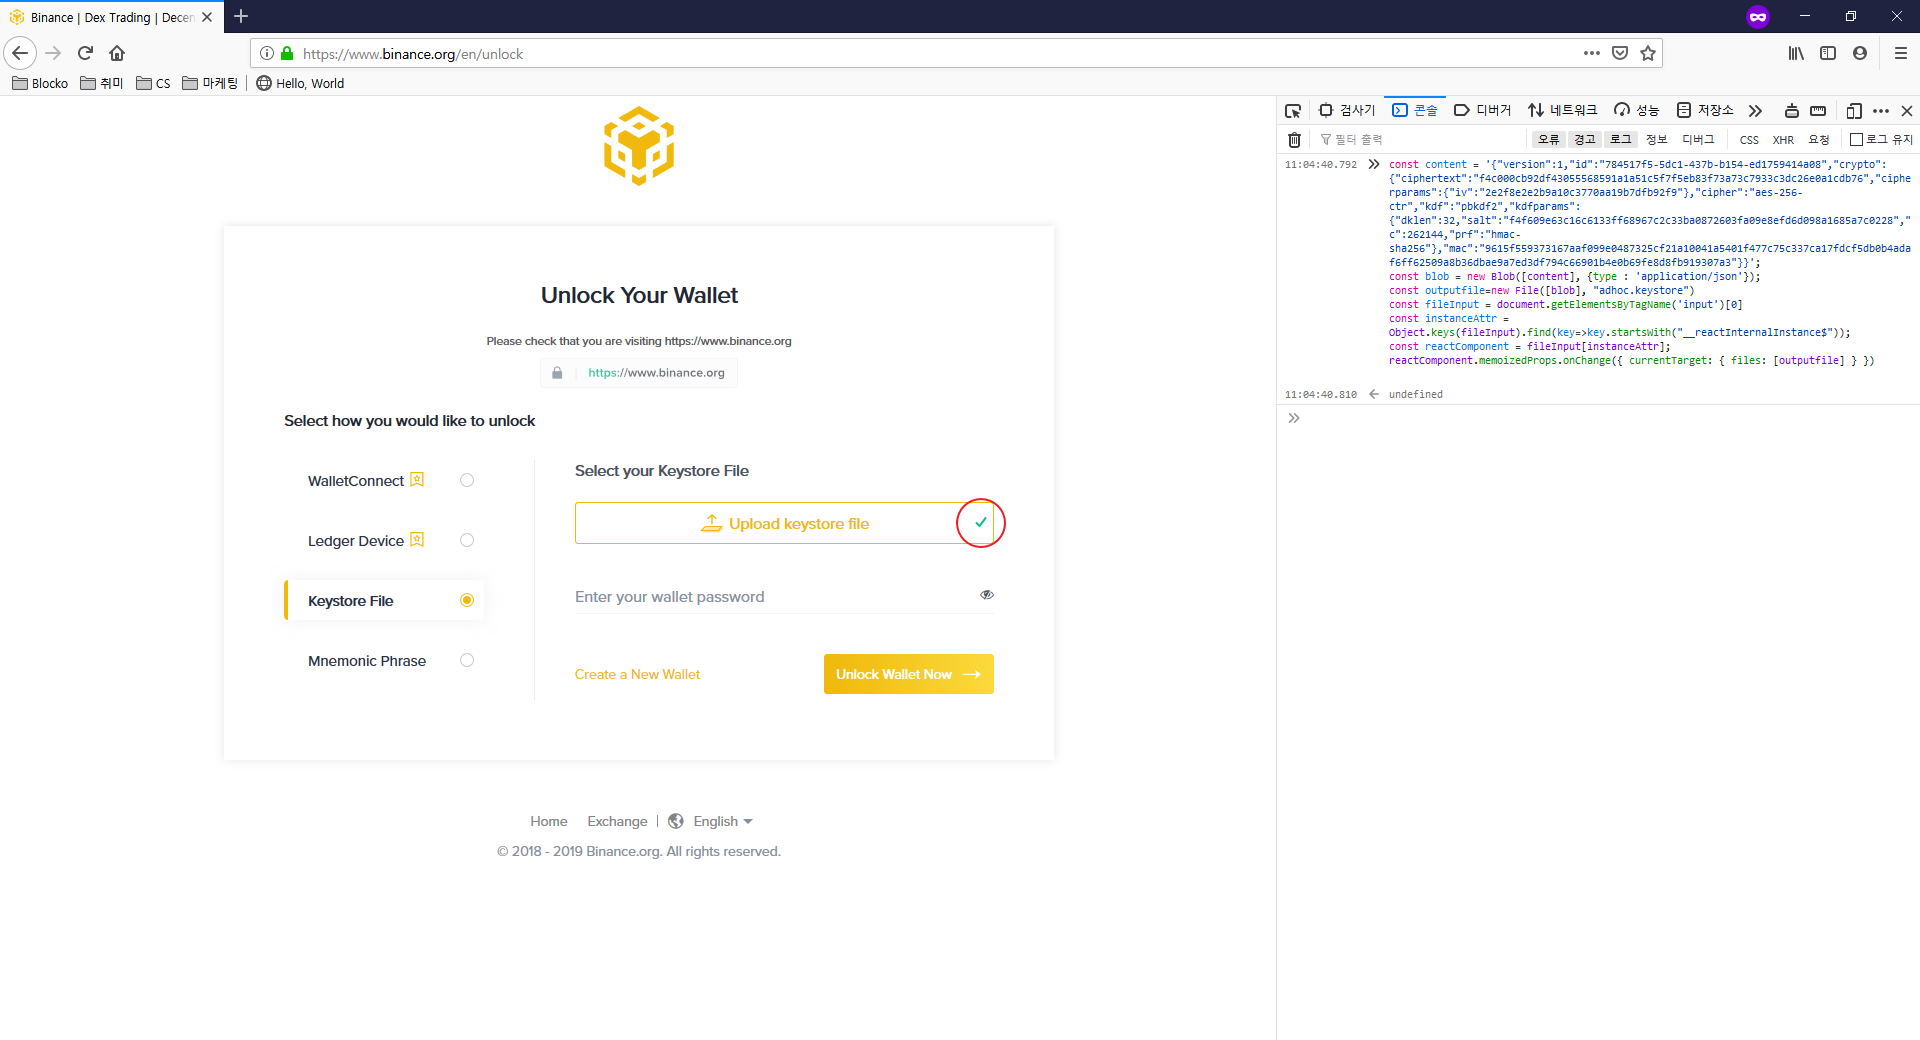 Binance | Dex Trading | Decen
https://www.binance.org/en/unlock
Blocko 취미 CS 마케팅 Hello, World
Unlock Your Wallet
Please check that you are visiting https://www.binance.org
https://www.binance.org
Select how you would like to unlock
WalletConnect
Ledger Device
Keystore File
Mnemonic Phrase
Select your Keystore File
Upload keystore file
Enter your wallet password
Create a New Wallet
Unlock Wallet Now
Home Exchange | English
© 2018 - 2019 Binance.org. All rights reserved.
검사기 콘솔 디버거 네트워크 성능 저장소
필터 출력 오류 경고 로그 정보 디버그 CSS XHR 요청 로그 유지
11:04:40.792 const content = '{"version":1,"id":"784517f5-5dc1-437b-b154-ed1759414a08","crypto":
{"ciphertext":"f4c000cb92df43055568591a1a51c5f7f5eb83f73a73c7933c3dc26e0a1cdb76","ciphe
rparams":{"iv":"2e2f8e2e2b9a10c3770aa19b7dfb92f9"},"cipher":"aes-256-
ctr","kdf":"pbkdf2","kdfparams":
{"dklen":32,"salt":"f4f609e63c16c6133ff68967c2c33ba0872603fa09e8efd6d098a1685a7c0228","
c":262144,"prf":"hmac-
sha256"},"mac":"9615f559373167aaf099e0487325cf21a10041a5401f477c75c337ca17fdcf5db0b4ada
f6ff62509a8b36dbae9a7ed3df794c66901b4e0b69fe8d8fb919307a3"}}';
const blob = new Blob([content], {type : 'application/json'});
const outputfile=new File([blob], "adhoc.keystore")
const fileInput = document.getElementsByTagName('input')[0]
const instanceAttr =
Object.keys(fileInput).find(key=>key.startsWith("__reactInternalInstance$"));
const reactComponent = fileInput[instanceAttr];
reactComponent.memoizedProps.onChange({ currentTarget: { files: [outputfile] } })
11:04:40.810 undefined